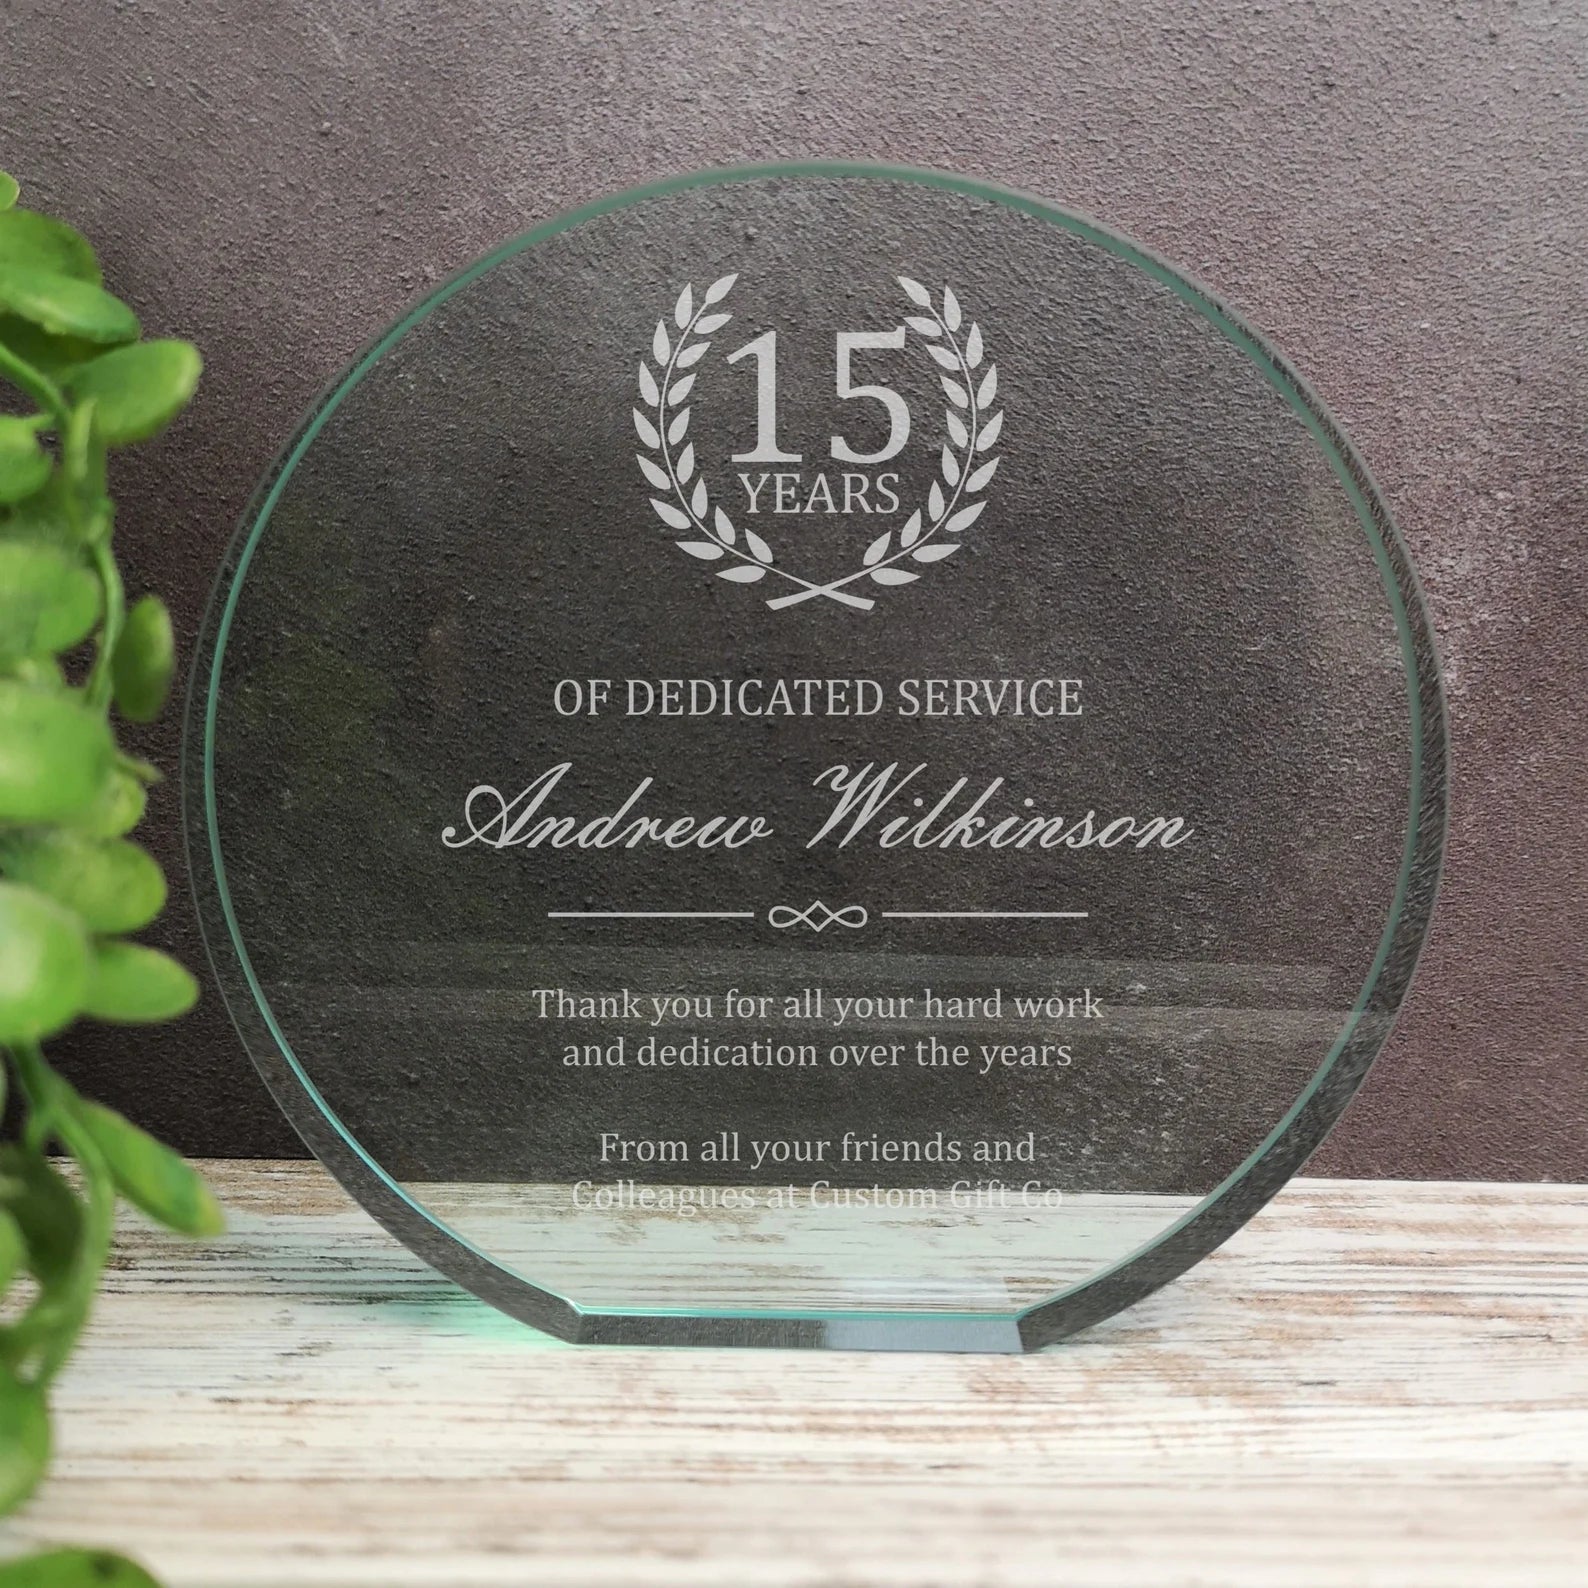 15
YEARS
OF DEDICATED SERVICE
Andrew Wilkinson
Thank you for all your hard work
and dedication over the years
From all your friends and
Colleagues at Custom Gift Co